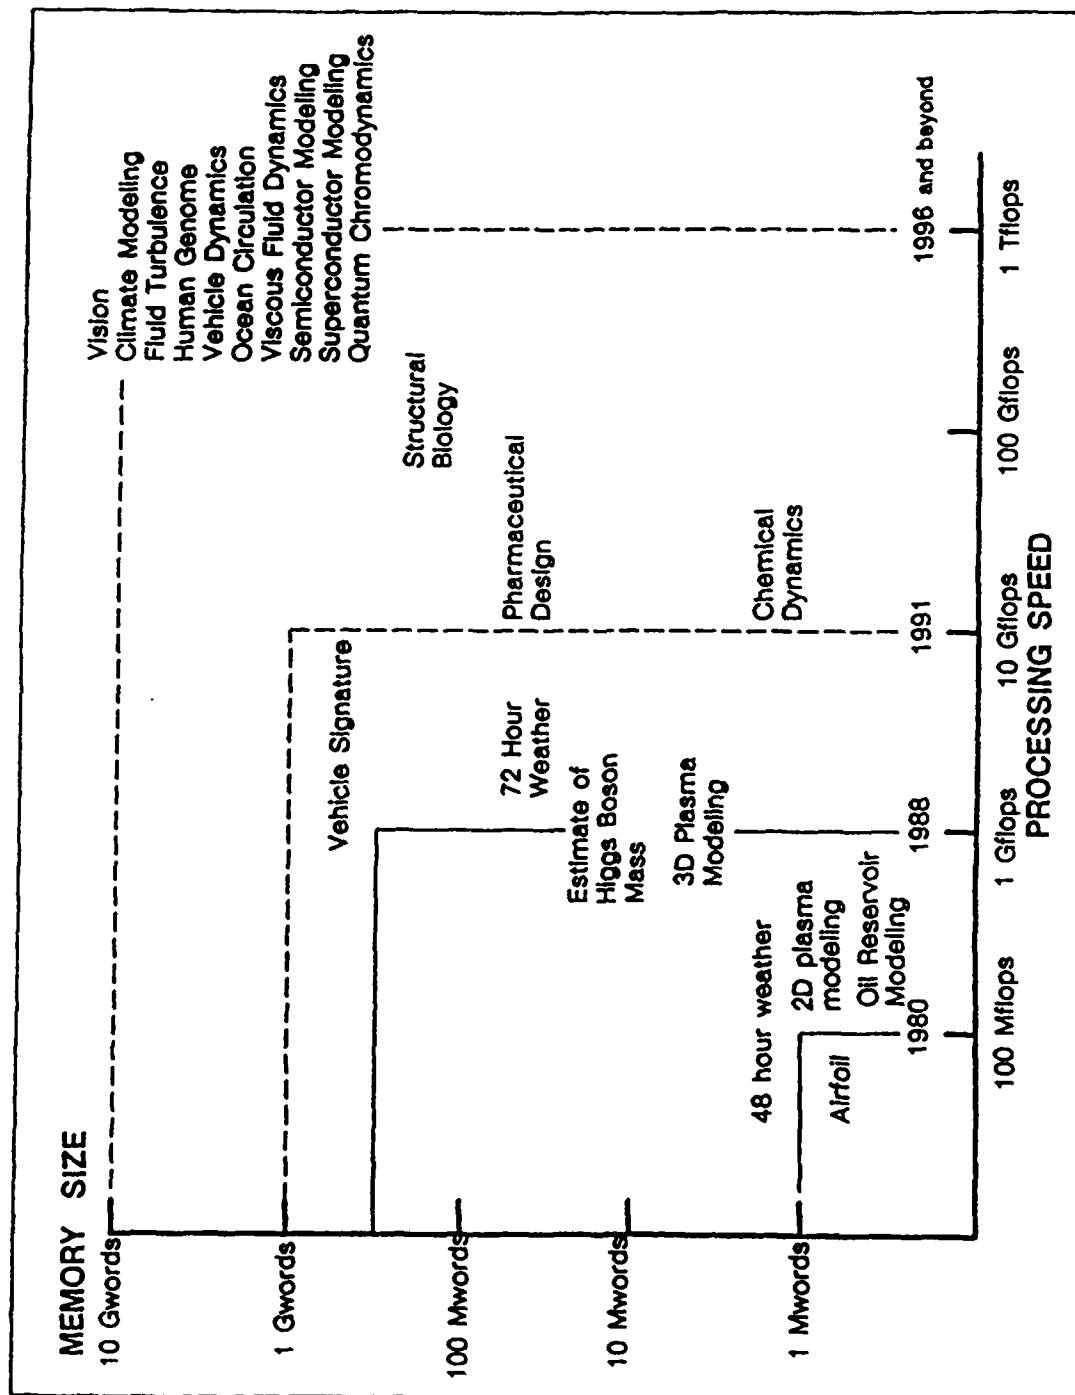 MEMORY SIZE
10 Gwords
1 Gwords
100 Mwords
10 Mwords
1 Mwords
Vision
Climate Modeling
Fluid Turbulence
Human Genome
Vehicle Dynamics
Ocean Circulation
Viscous Fluid Dynamics
Semiconductor Modeling
Superconductor Modeling
Quantum Chromodynamics
Structural
Biology
Vehicle Signature
Pharmaceutical
Design
72 Hour
Weather
Estimate of
Higgs Boson
Mass
3D Plasma
Modeling
Chemical
Dynamics
48 hour weather
2D plasma
modeling
Oil Reservoir
Modeling
Airfoil
1980
1988
1991
1996 and beyond
100 Mflops
1 Gflops
10 Gflops
100 Gflops
1 Tflops
PROCESSING SPEED